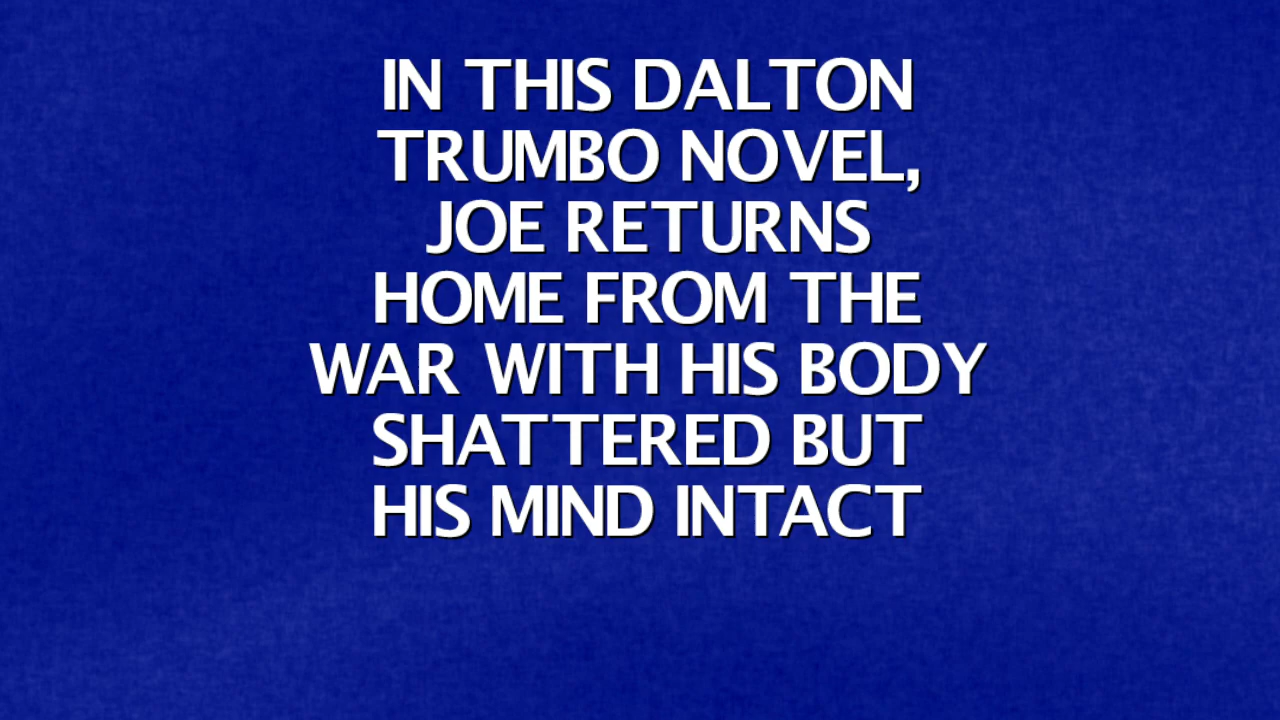 IN THIS DALTON
TRUMBO NOVEL,
JOE RETURNS
HOME FROM THE
WAR WITH HIS BODY
SHATTERED BUT
HIS MIND INTACT